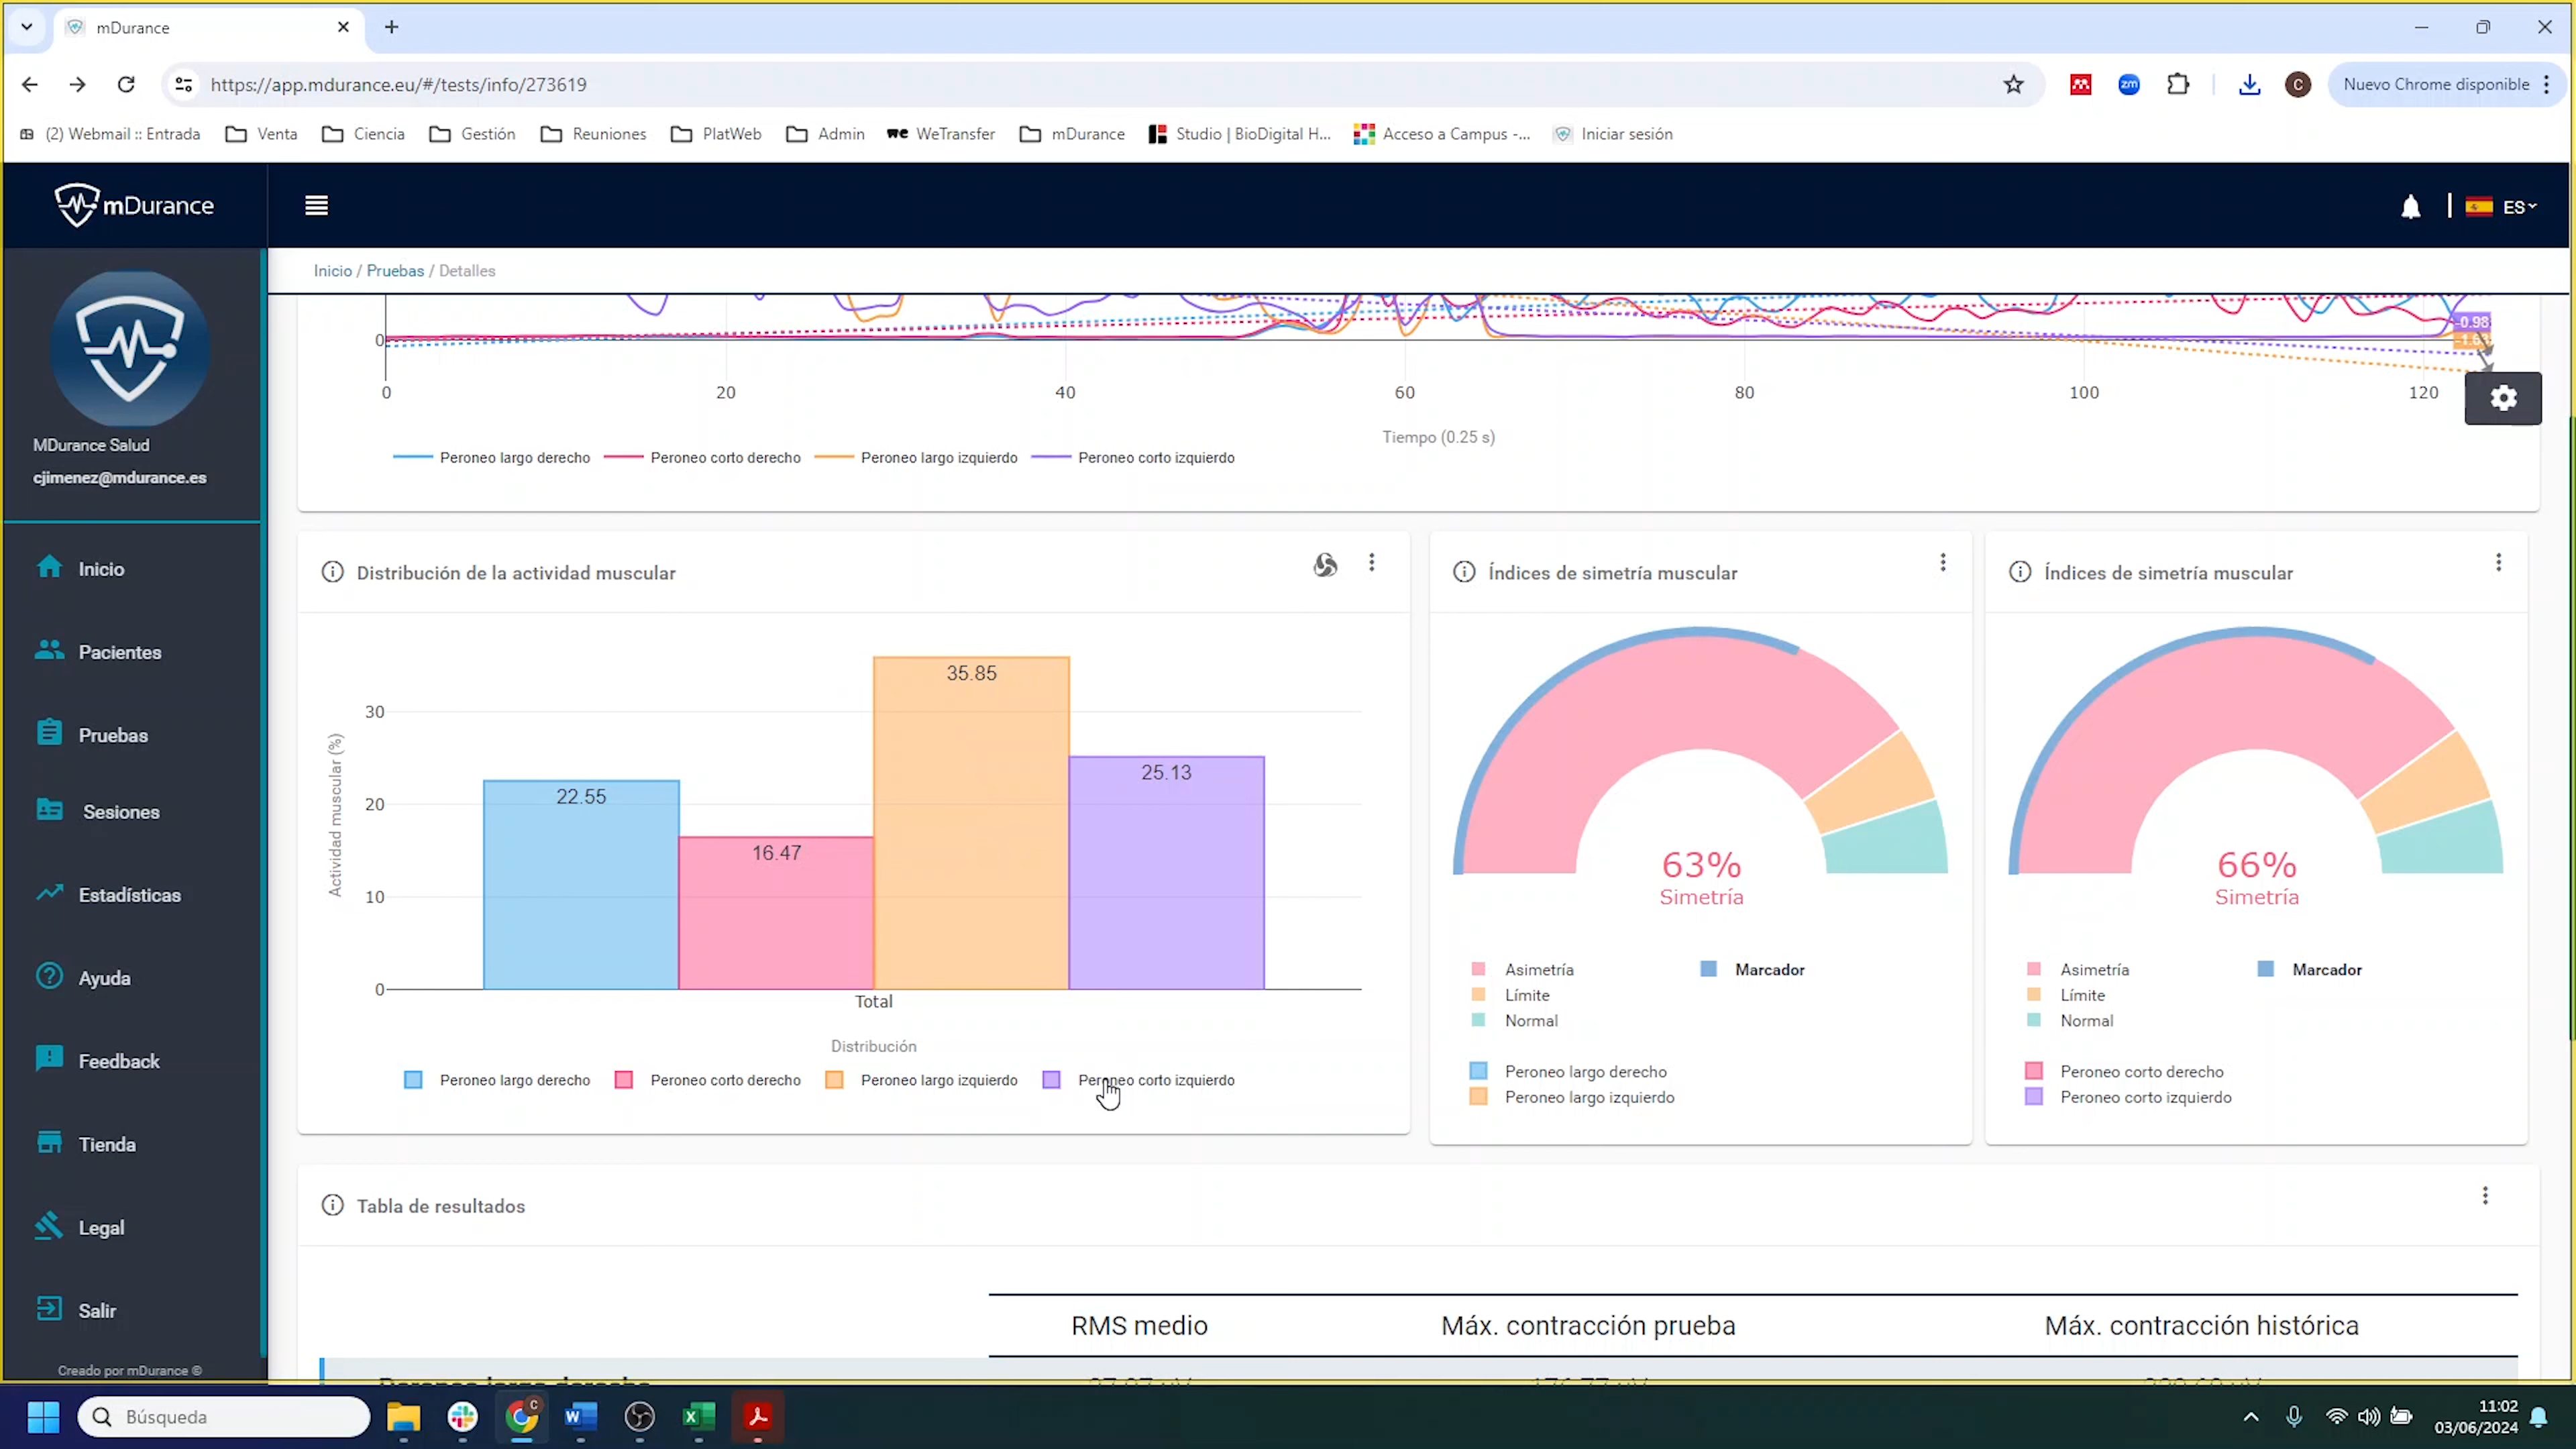 mDurance
https://app.mdurance.eu/#/tests/info/273619
Nuevo Chrome disponible
(2) Webmail :: Entrada Venta Ciencia Gestión Reuniones PlatWeb Admin WeTransfer mDurance Studio | BioDigital H... Acceso a Campus -... Iniciar sesión
mDurance
ES
Inicio / Pruebas / Detalles
MDurance Salud
cjimenez@mdurance.es
Inicio
Pacientes
Pruebas
Sesiones
Estadísticas
Ayuda
Feedback
Tienda
Legal
Salir
Creado por mDurance ©
-0.98
0
0 20 40 60 80 100 120
Tiempo (0.25 s)
Peroneo largo derecho Peroneo corto derecho Peroneo largo izquierdo Peroneo corto izquierdo
Distribución de la actividad muscular
Actividad muscular (%)
30
20
10
0
22.55
16.47
35.85
25.13
Total
Distribución
Peroneo largo derecho Peroneo corto derecho Peroneo largo izquierdo Peroneo corto izquierdo
Índices de simetría muscular
63%
Simetría
Asimetría Marcador
Límite
Normal
Peroneo largo derecho
Peroneo largo izquierdo
Índices de simetría muscular
66%
Simetría
Asimetría Marcador
Límite
Normal
Peroneo corto derecho
Peroneo corto izquierdo
Tabla de resultados
RMS medio Máx. contracción prueba Máx. contracción histórica
Búsqueda
11:02
03/06/2024